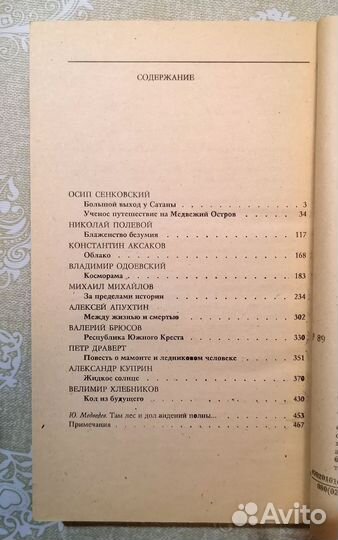 СОДЕРЖАНИЕ
ОСИП СЕНКОВСКИЙ
Большой выход у Сатаны . . . . . . . . . 3
Ученое путешествие на Медвежий Остров . . . . . 34
НИКОЛАЙ ПОЛЕВОЙ
Блаженство безумия . . . . . . . . . . 117
КОНСТАНТИН АКСАКОВ
Облако . . . . . . . . . . . . . 168
ВЛАДИМИР ОДОЕВСКИЙ
Косморама . . . . . . . . . . . . 183
МИХАИЛ МИХАЙЛОВ
За пределами истории . . . . . . . . . 234
АЛЕКСЕЙ АПУХТИН
Между жизнью и смертью . . . . . . . . 302
ВАЛЕРИЙ БРЮСОВ
Республика Южного Креста . . . . . . . . 330
ПЕТР ДРАВЕРТ
Повесть о мамонте и ледниковом человеке . . . . . 351
АЛЕКСАНДР КУПРИН
Жидкое солнце . . . . . . . . . . . 370
ВЕЛИМИР ХЛЕБНИКОВ
Кол из будущего . . . . . . . . . . 430
Ю. Медведев. Там лес и дол видений полны... . . . . 453
Примечания . . . . . . . . . . . . 467
89
Avito